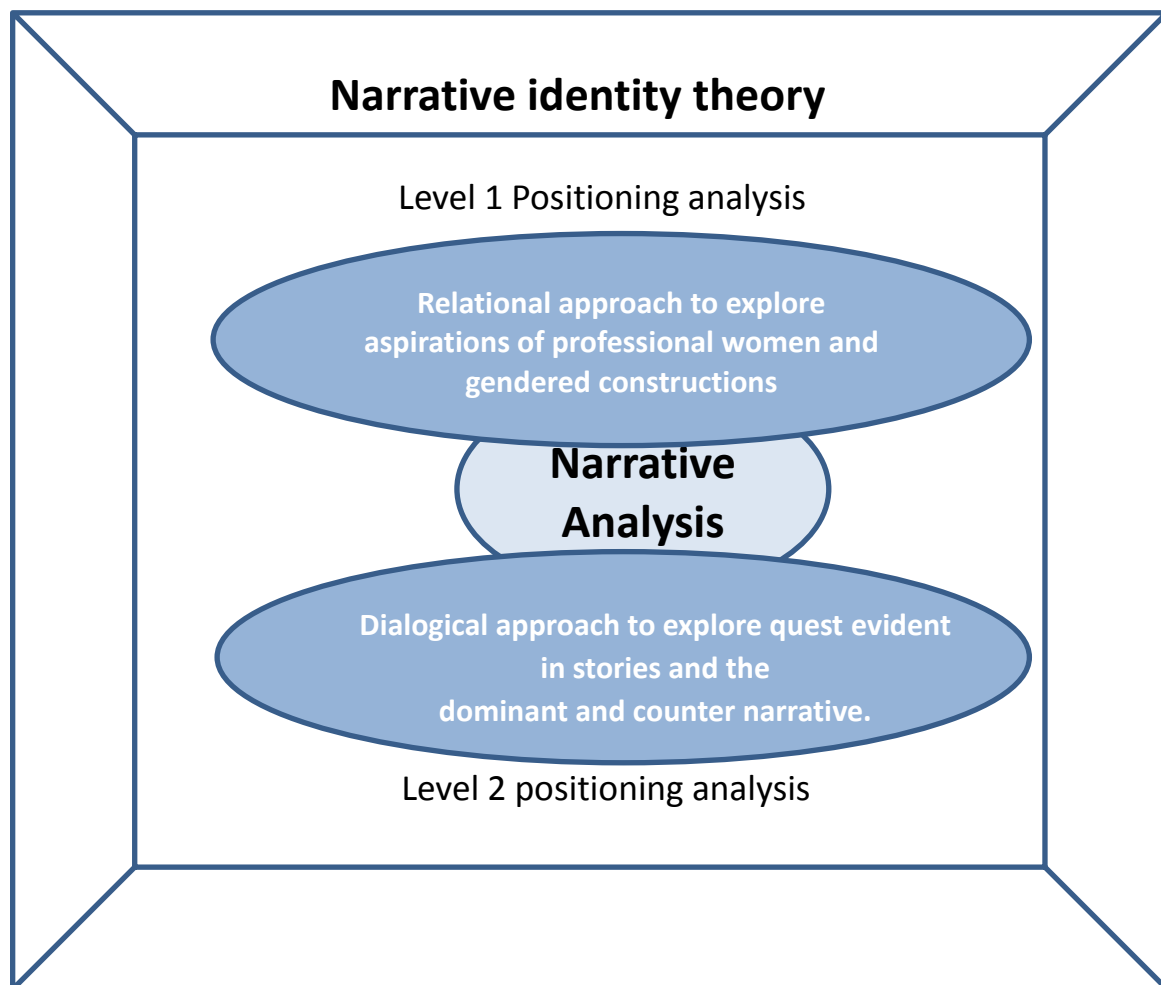 Narrative identity theory
Level 1 Positioning analysis
Relational approach to explore
aspirations of professional women and
gendered constructions
Narrative
Analysis
Dialogical approach to explore quest evident
in stories and the
dominant and counter narrative.
Level 2 positioning analysis